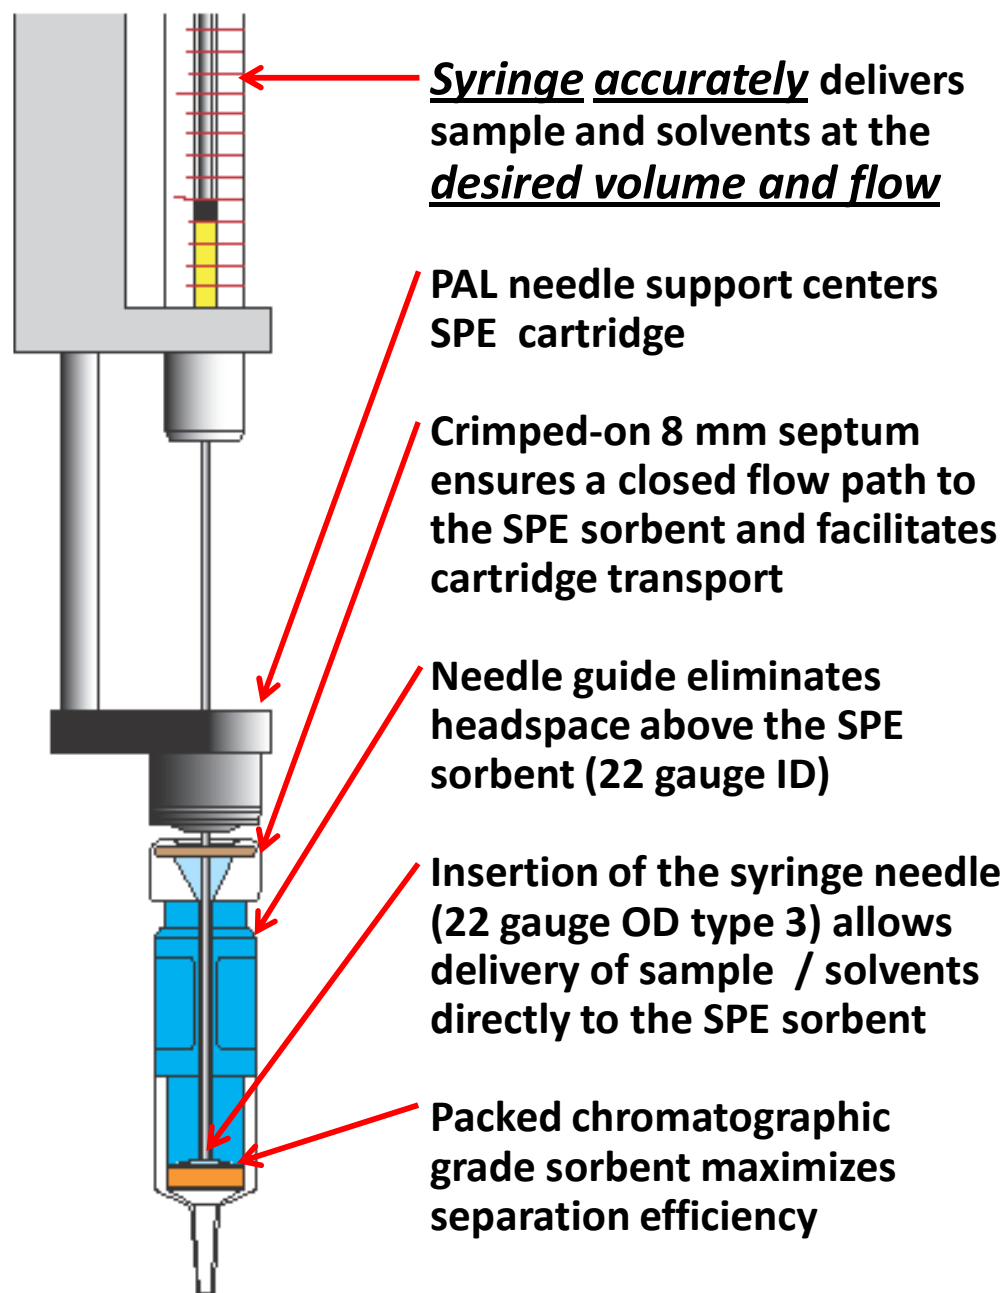 Syringe accurately delivers
sample and solvents at the
desired volume and flow
PAL needle support centers
SPE cartridge
Crimped-on 8 mm septum
ensures a closed flow path to
the SPE sorbent and facilitates
cartridge transport
Needle guide eliminates
headspace above the SPE
sorbent (22 gauge ID)
Insertion of the syringe needle
(22 gauge OD type 3) allows
delivery of sample / solvents
directly to the SPE sorbent
Packed chromatographic
grade sorbent maximizes
separation efficiency